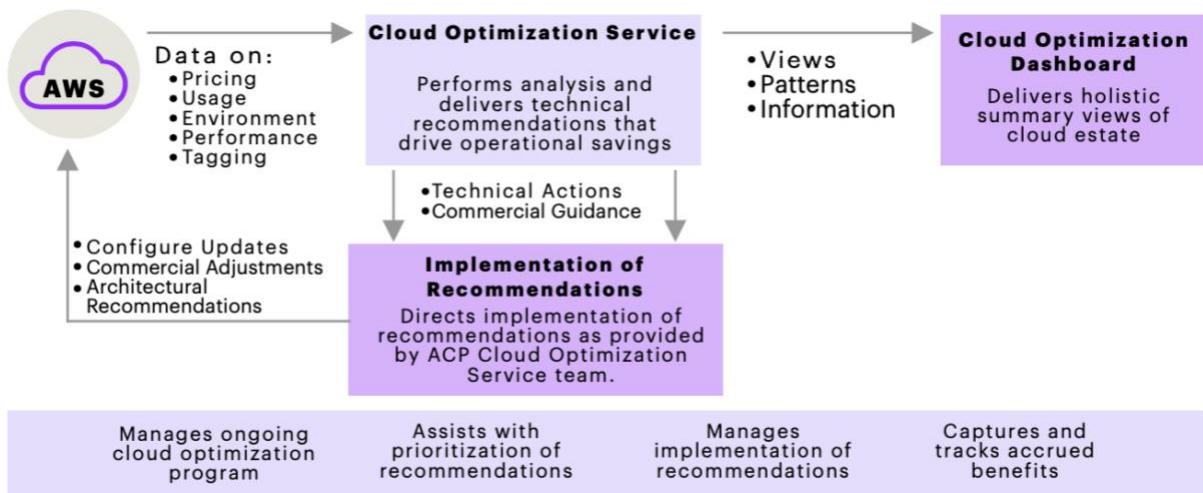 AWS
Data on:
•Pricing
•Usage
•Environment
•Performance
•Tagging
Cloud Optimization Service
Performs analysis and
delivers technical
recommendations that
drive operational savings
•Views
•Patterns
•Information
Cloud Optimization
Dashboard
Delivers holistic
summary views of
cloud estate
•Technical Actions
•Commercial Guidance
• Configure Updates
• Commercial Adjustments
• Architectural
Recommendations
Implementation of
Recommendations
Directs implementation of
recommendations as provided
by ACP Cloud Optimization
Service team.
Manages ongoing
cloud optimization
program
Assists with
prioritization of
recommendations
Manages
implementation of
recommendations
Captures and
tracks accrued
benefits